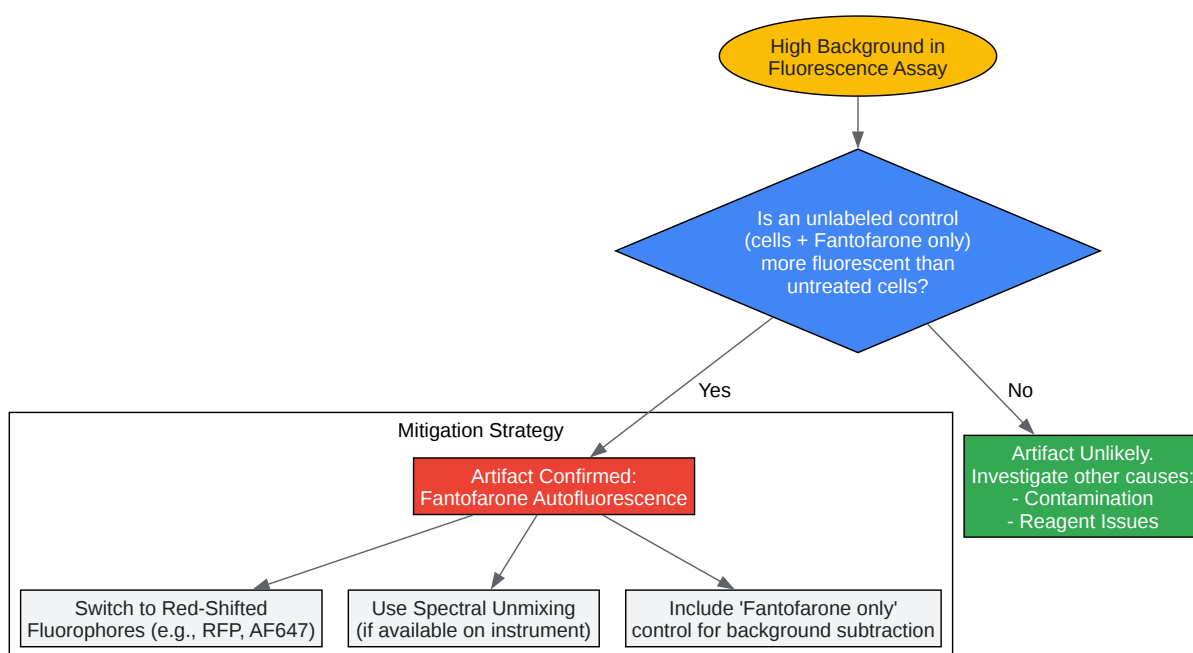 High Background in
Fluorescence Assay
Is an unlabeled control
(cells + Fantofarone only)
more fluorescent than
untreated cells?
Yes
No
Mitigation Strategy
Artifact Confirmed:
Fantofarone Autofluorescence
Artifact Unlikely.
Investigate other causes:
- Contamination
- Reagent Issues
Switch to Red-Shifted
Fluorophores (e.g., RFP, AF647)
Use Spectral Unmixing
(if available on instrument)
Include 'Fantofarone only'
control for background subtraction